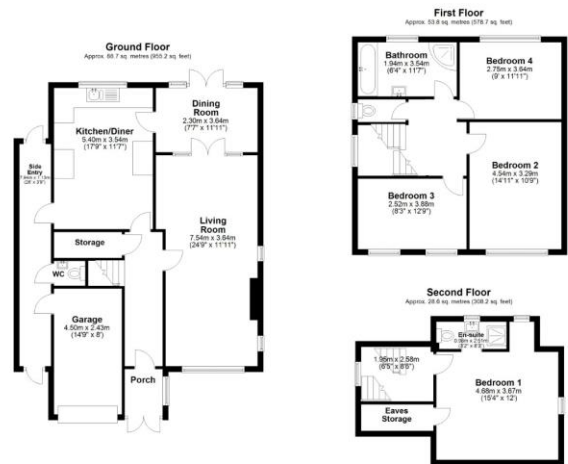 Ground Floor
Approx. 88.7 sq. metres (955.2 sq. feet)
Dining
Room
2.30m x 3.64m
(7'7" x 11'11")
Kitchen/Diner
5.40m x 3.54m
(17'9" x 11'7")
Side
Entry
Living
Room
7.54m x 3.64m
(24'9" x 11'11")
Storage
WC
Garage
4.50m x 2.43m
(14'9" x 8')
Porch
First Floor
Approx. 53.8 sq. metres (578.7 sq. feet)
Bathroom
1.94m x 3.54m
(6'4" x 11'7")
Bedroom 4
2.75m x 3.64m
(9' x 11'11")
Bedroom 2
4.54m x 3.29m
(14'11" x 10'9")
Bedroom 3
2.52m x 3.88m
(8'3" x 12'9")
Second Floor
Approx. 28.6 sq. metres (308.2 sq. feet)
En-suite
1.95m x 2.58m
(6'5" x 8'6")
Bedroom 1
4.68m x 3.67m
(15'4" x 12')
Eaves
Storage